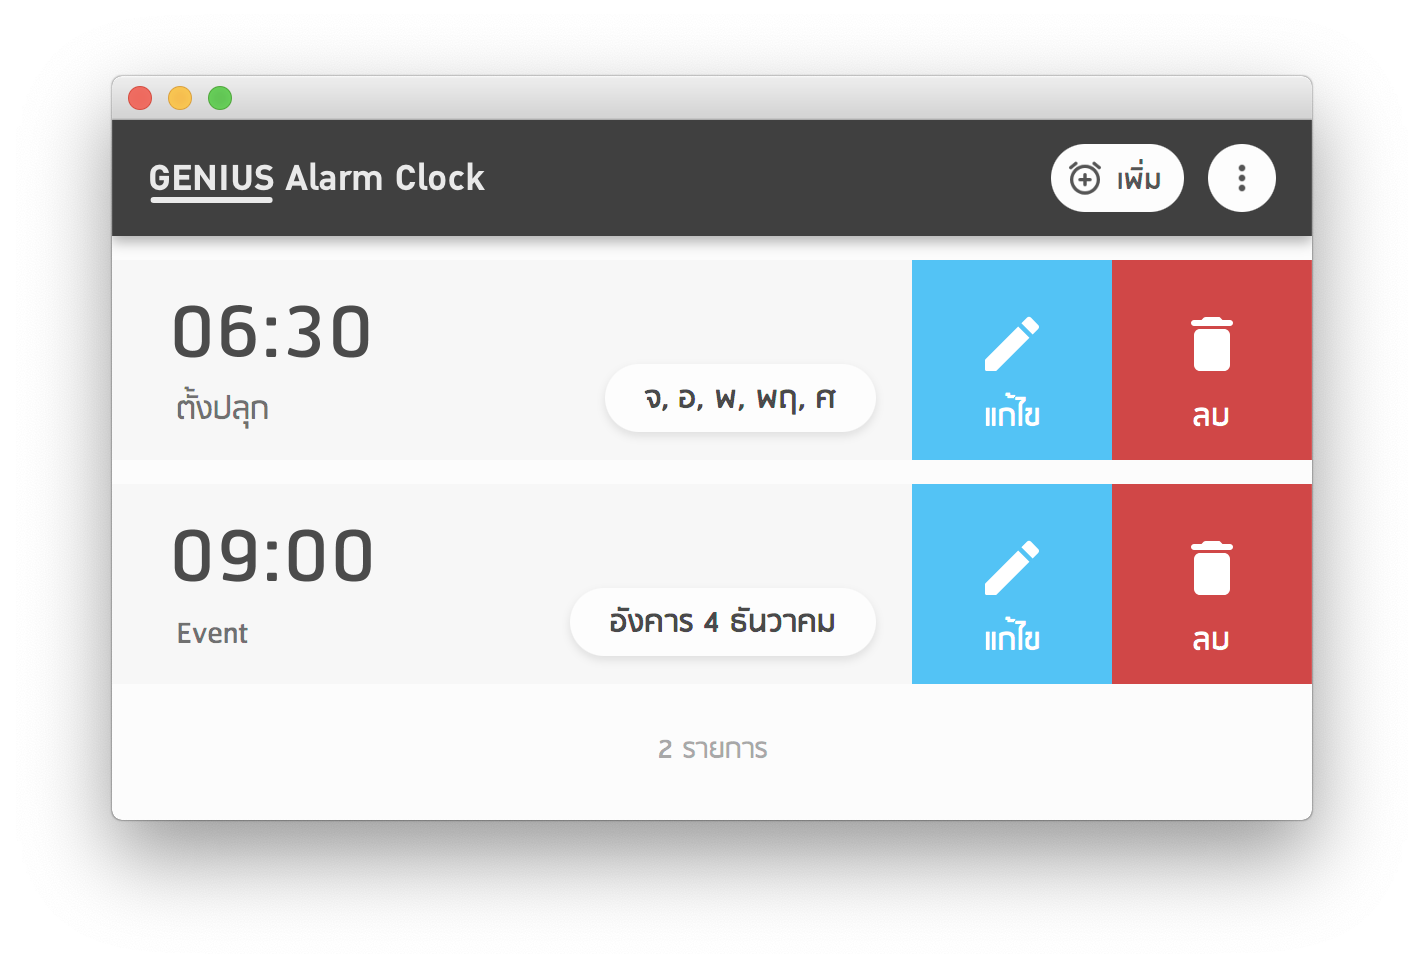 GENIUS Alarm Clock
เพิ่ม
06:30
ตั้งปลุก
จ, อ, พ, พฤ, ศ
แก้ไข
ลบ
09:00
Event
อังคาร 4 ธันวาคม
แก้ไข
ลบ
2 รายการ